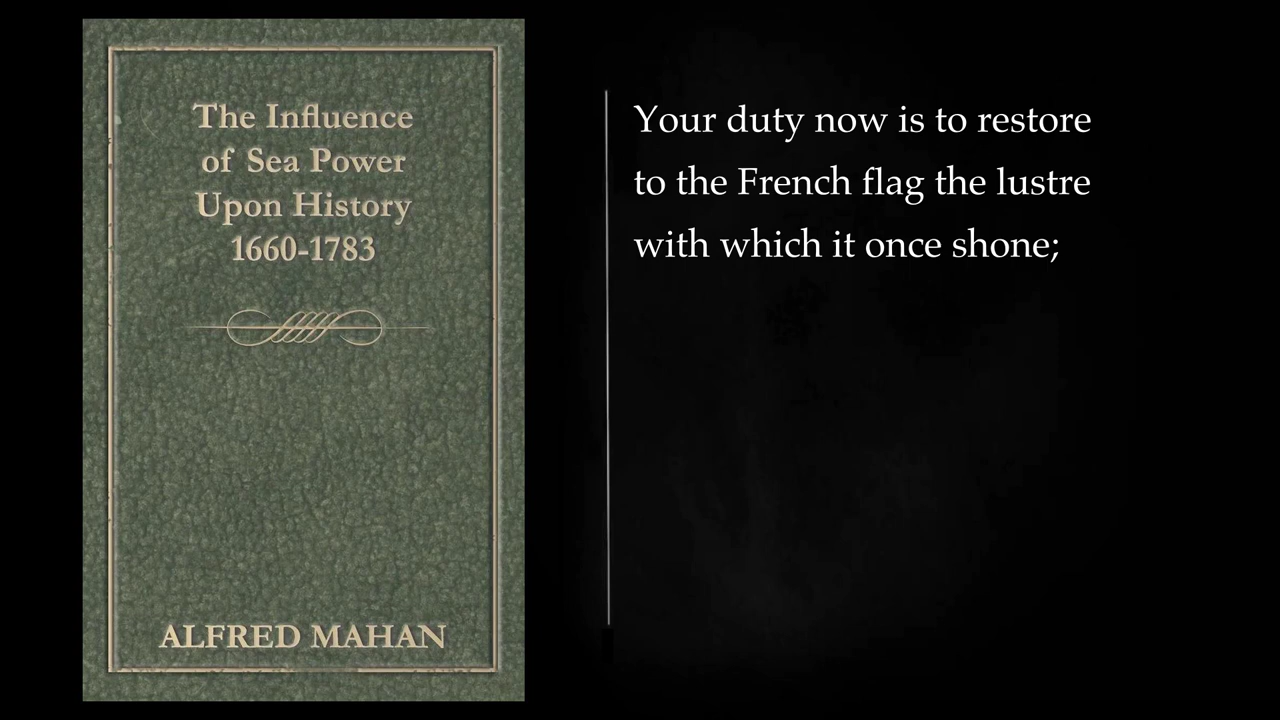 The Influence
of Sea Power
Upon History
1660-1783
ALFRED MAHAN
Your duty now is to restore
to the French flag the lustre
with which it once shone;